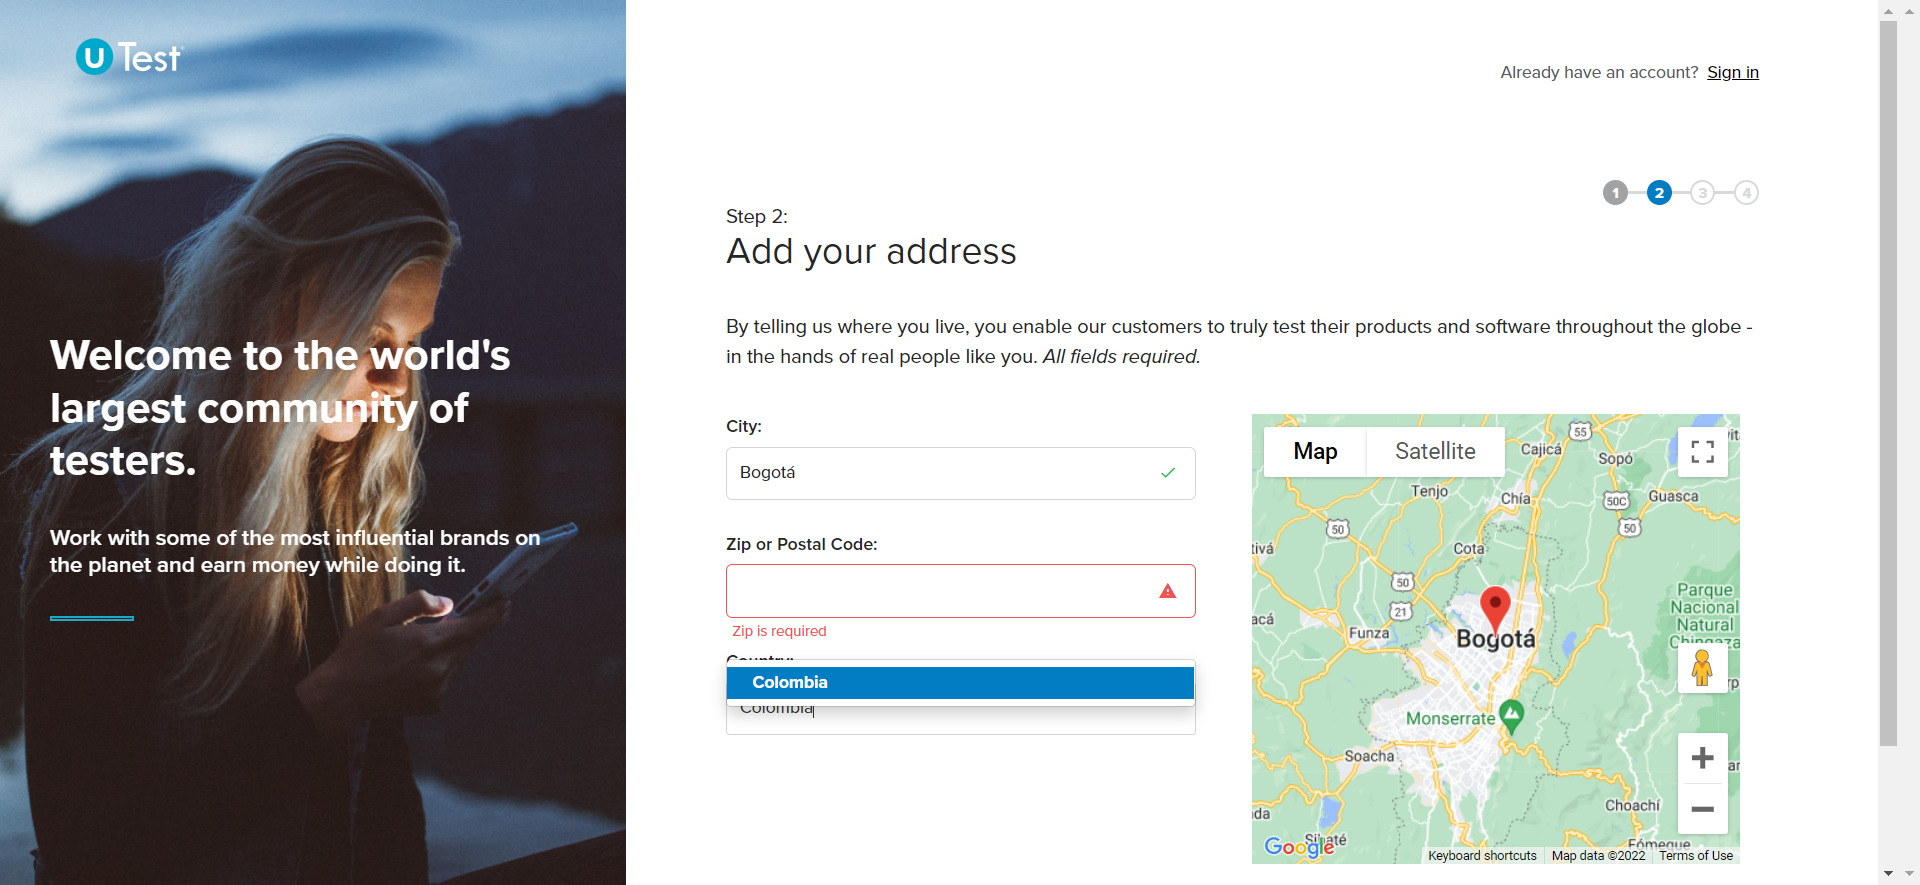 U Test
Already have an account? Sign in
1 2 3 4
Step 2:
Add your address
Welcome to the world's
largest community of
testers.
Work with some of the most influential brands on
the planet and earn money while doing it.
By telling us where you live, you enable our customers to truly test their products and software throughout the globe -
in the hands of real people like you. All fields required.
City:
Bogotá
Zip or Postal Code:
Zip is required
Country:
Colombia
Colombia
Map
Satellite
55
Cajicá
Sopó
Tenjo
Chía
50C
Guasca
50
50
Cota
50
21
Funza
Parque
Nacional
Natural
Chingaza
Bogotá
Monserrate
Soacha
Choachí
Google
Fómeque
Keyboard shortcuts
Map data ©2022
Terms of Use